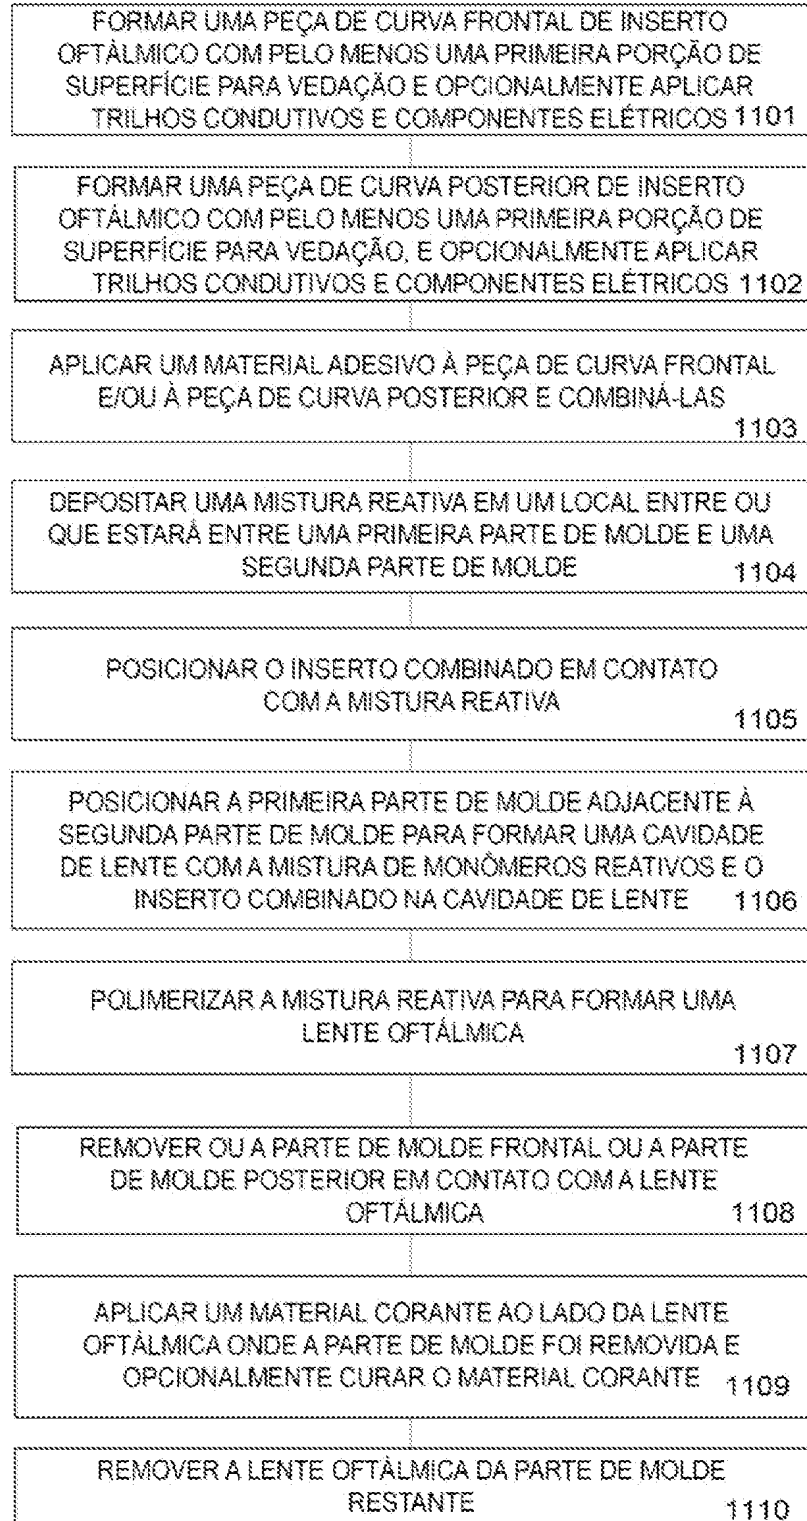 FORMAR UMA PEÇA DE CURVA FRONTAL DE INSERTO
OFTÁLMICO COM PELO MENOS UMA PRIMEIRA PORÇÃO DE
SUPERFÍCIE PARA VEDAÇÃO E OPCIONALMENTE APLICAR
TRILHOS CONDUTIVOS E COMPONENTES ELÉTRICOS 1101
FORMAR UMA PEÇA DE CURVA POSTERIOR DE INSERTO
OFTÁLMICO COM PELO MENOS UMA PRIMEIRA PORÇÃO DE
SUPERFÍCIE PARA VEDAÇÃO, E OPCIONALMENTE APLICAR
TRILHOS CONDUTIVOS E COMPONENTES ELÉTRICOS 1102
APLICAR UM MATERIAL ADESIVO À PEÇA DE CURVA FRONTAL
E/OU À PEÇA DE CURVA POSTERIOR E COMBINÁ-LAS
1103
DEPOSITAR UMA MISTURA REATIVA EM UM LOCAL ENTRE OU
QUE ESTARÁ ENTRE UMA PRIMEIRA PARTE DE MOLDE E UMA
SEGUNDA PARTE DE MOLDE 1104
POSICIONAR O INSERTO COMBINADO EM CONTATO
COM A MISTURA REATIVA
1105
POSICIONAR A PRIMEIRA PARTE DE MOLDE ADJACENTE À
SEGUNDA PARTE DE MOLDE PARA FORMAR UMA CAVIDADE
DE LENTE COM A MISTURA DE MONÔMEROS REATIVOS E O
INSERTO COMBINADO NA CAVIDADE DE LENTE 1106
POLIMERIZAR A MISTURA REATIVA PARA FORMAR UMA
LENTE OFTÁLMICA
1107
REMOVER OU A PARTE DE MOLDE FRONTAL OU A PARTE
DE MOLDE POSTERIOR EM CONTATO COM A LENTE
OFTÁLMICA 1108
APLICAR UM MATERIAL CORANTE AO LADO DA LENTE
OFTÁLMICA ONDE A PARTE DE MOLDE FOI REMOVIDA E
OPCIONALMENTE CURAR O MATERIAL CORANTE 1109
REMOVER A LENTE OFTÁLMICA DA PARTE DE MOLDE
RESTANTE 1110